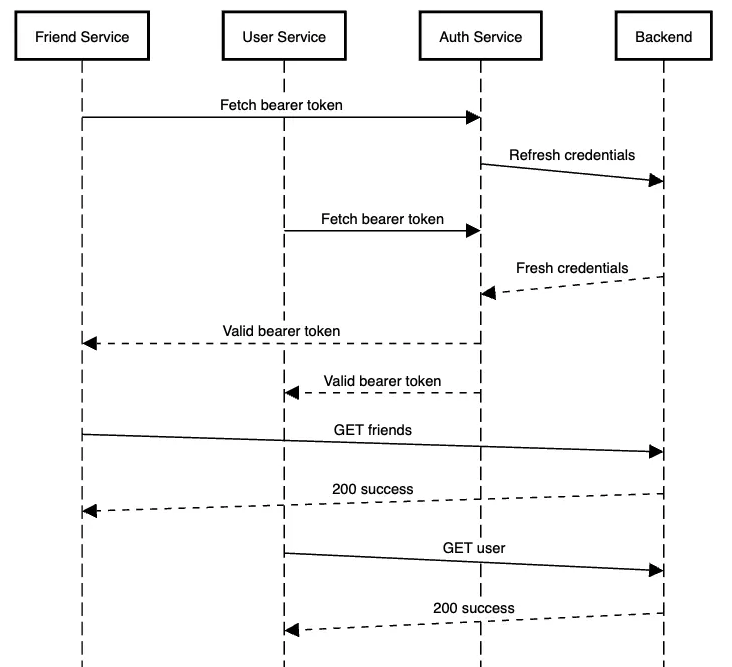 Friend Service
User Service
Auth Service
Backend
Fetch bearer token
Refresh credentials
Fetch bearer token
Fresh credentials
Valid bearer token
Valid bearer token
GET friends
200 success
GET user
200 success